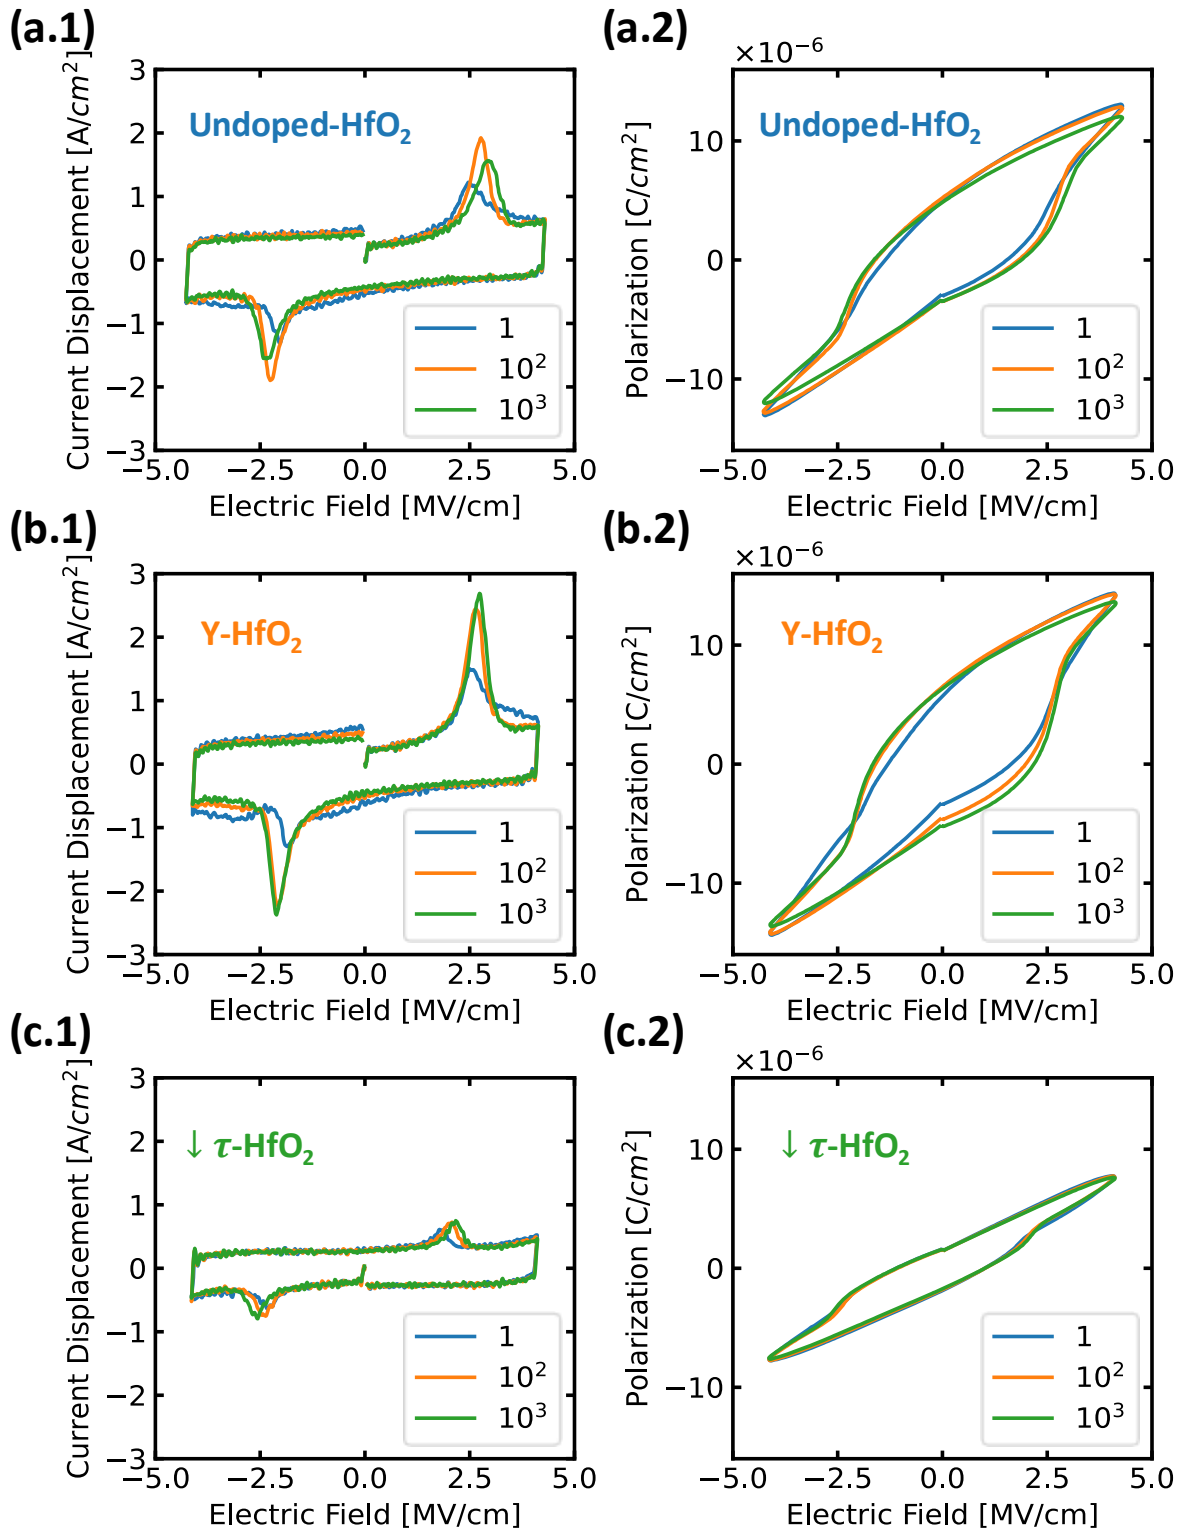 (a.1)
Current Displacement [A/cm²]
3
2
1
0
−1
−2
−3
Undoped-HfO₂
1
10²
10³
−5.0 −2.5 0.0 2.5 5.0
Electric Field [MV/cm]
(a.2)
×10⁻⁶
Polarization [C/cm²]
10
0
−10
Undoped-HfO₂
1
10²
10³
−5.0 −2.5 0.0 2.5 5.0
Electric Field [MV/cm]
(b.1)
Current Displacement [A/cm²]
3
2
1
0
−1
−2
−3
Y-HfO₂
1
10²
10³
−5.0 −2.5 0.0 2.5 5.0
Electric Field [MV/cm]
(b.2)
×10⁻⁶
Polarization [C/cm²]
10
0
−10
Y-HfO₂
1
10²
10³
−5.0 −2.5 0.0 2.5 5.0
Electric Field [MV/cm]
(c.1)
Current Displacement [A/cm²]
3
2
1
0
−1
−2
−3
↓ τ-HfO₂
1
10²
10³
−5.0 −2.5 0.0 2.5 5.0
Electric Field [MV/cm]
(c.2)
×10⁻⁶
Polarization [C/cm²]
10
0
−10
↓ τ-HfO₂
1
10²
10³
−5.0 −2.5 0.0 2.5 5.0
Electric Field [MV/cm]